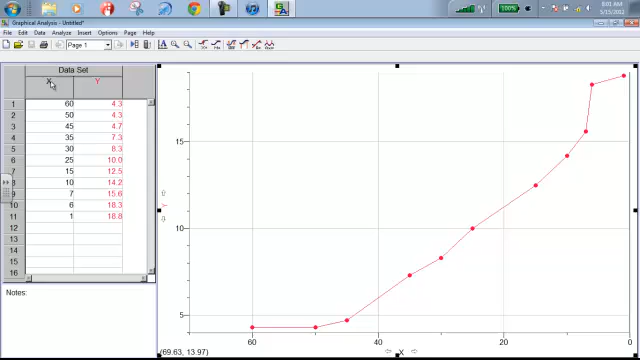 8:01 AM
5/15/2012
100%
Graphical Analysis - Untitled*
File Edit Data Analyze Insert Options Page Help
Page 1
Data Set
X Y
1 60 4.3
2 50 4.3
3 45 4.7
4 35 7.3
5 30 8.3
6 25 10.0
7 15 12.5
8 10 14.2
9 7 15.6
10 6 18.3
11 1 18.8
12
13
14
15
16
Notes:
15
10
5
Y
60 40 20 0
X
(69.63, 13.97)